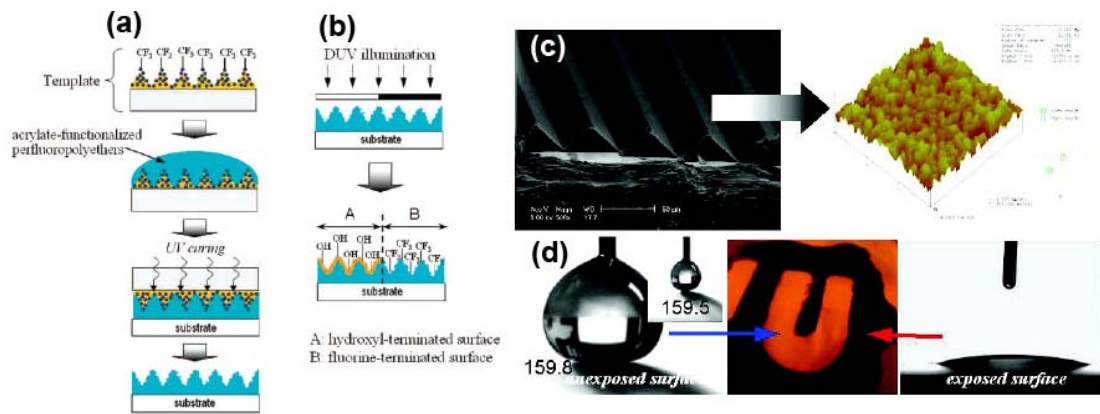 (a)
CF3 CF3 CF3 CF3 CF3 CF3
Template
acrylate-functionalized
perfluoropolyethers
UV curing
substrate
(b)
DUV illumination
substrate
A B
OH OH OH OH OH OH CF3 CF3 CF3 CF3 CF3
substrate
A: hydroxyl-terminated surface
B: fluorine-terminated surface
(c)
50 µm
(d)
159.5
159.8
unexposed surface
exposed surface